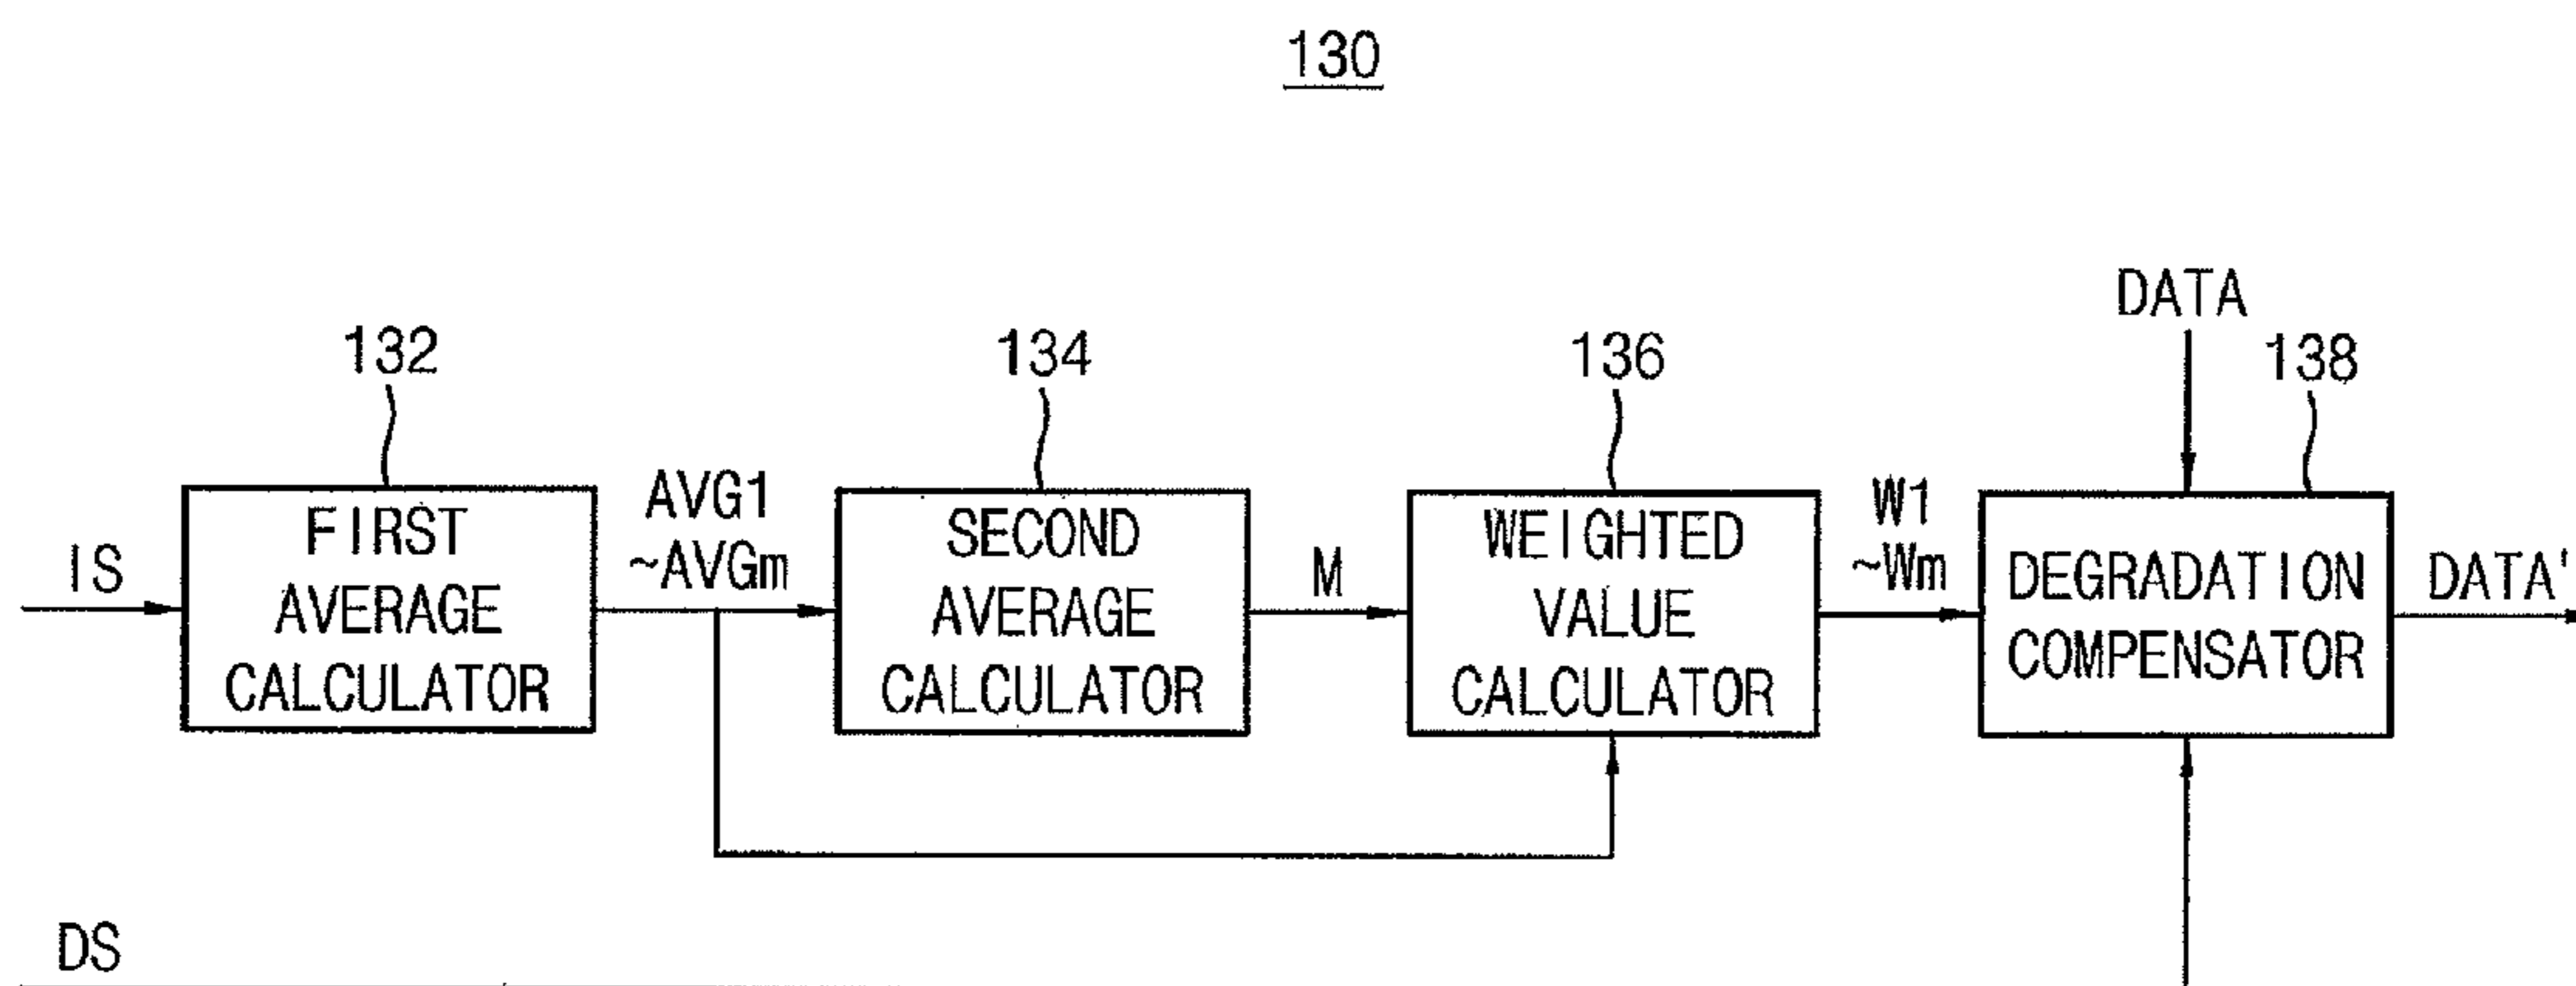 130
DATA
132
134
136
138
IS
FIRST
AVERAGE
CALCULATOR
AVG1
~AVGm
SECOND
AVERAGE
CALCULATOR
M
WEIGHTED
VALUE
CALCULATOR
W1
~Wm
DEGRADATION
COMPENSATOR
DATA'
DS